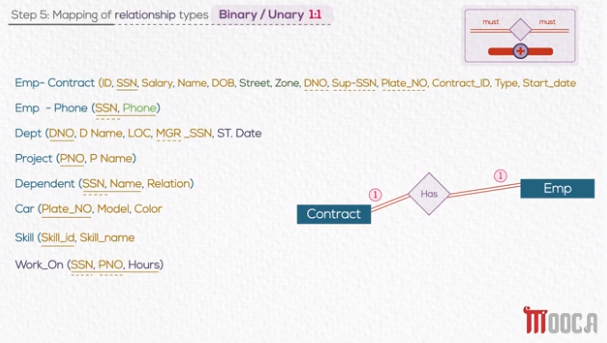 Step 5: Mapping of relationship types Binary / Unary 1:1
must must
Emp- Contract (ID, SSN, Salary, Name, DOB, Street, Zone, DNO, Sup-SSN, Plate_NO, Contract_ID, Type, Start_date
Emp - Phone (SSN, Phone)
Dept (DNO, D Name, LOC, MGR _SSN, ST. Date
Project (PNO, P Name)
Dependent (SSN, Name, Relation)
Car (Plate_NO, Model, Color
Skill (Skill_id, Skill_name
Work_On (SSN, PNO, Hours)
Contract 1 Has 1 Emp
MOOCA